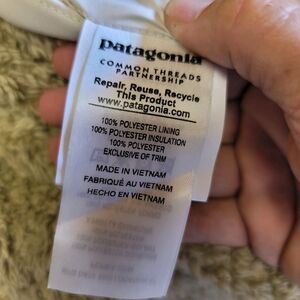 patagonia
COMMON THREADS
PARTNERSHIP
Repair, Reuse, Recycle
This Product
www.patagonia.com
100% POLYESTER LINING
100% POLYESTER INSULATION
100% POLYESTER
EXCLUSIVE OF TRIM
MADE IN VIETNAM
FABRIQUÉ AU VIETNAM
HECHO EN VIETNAM